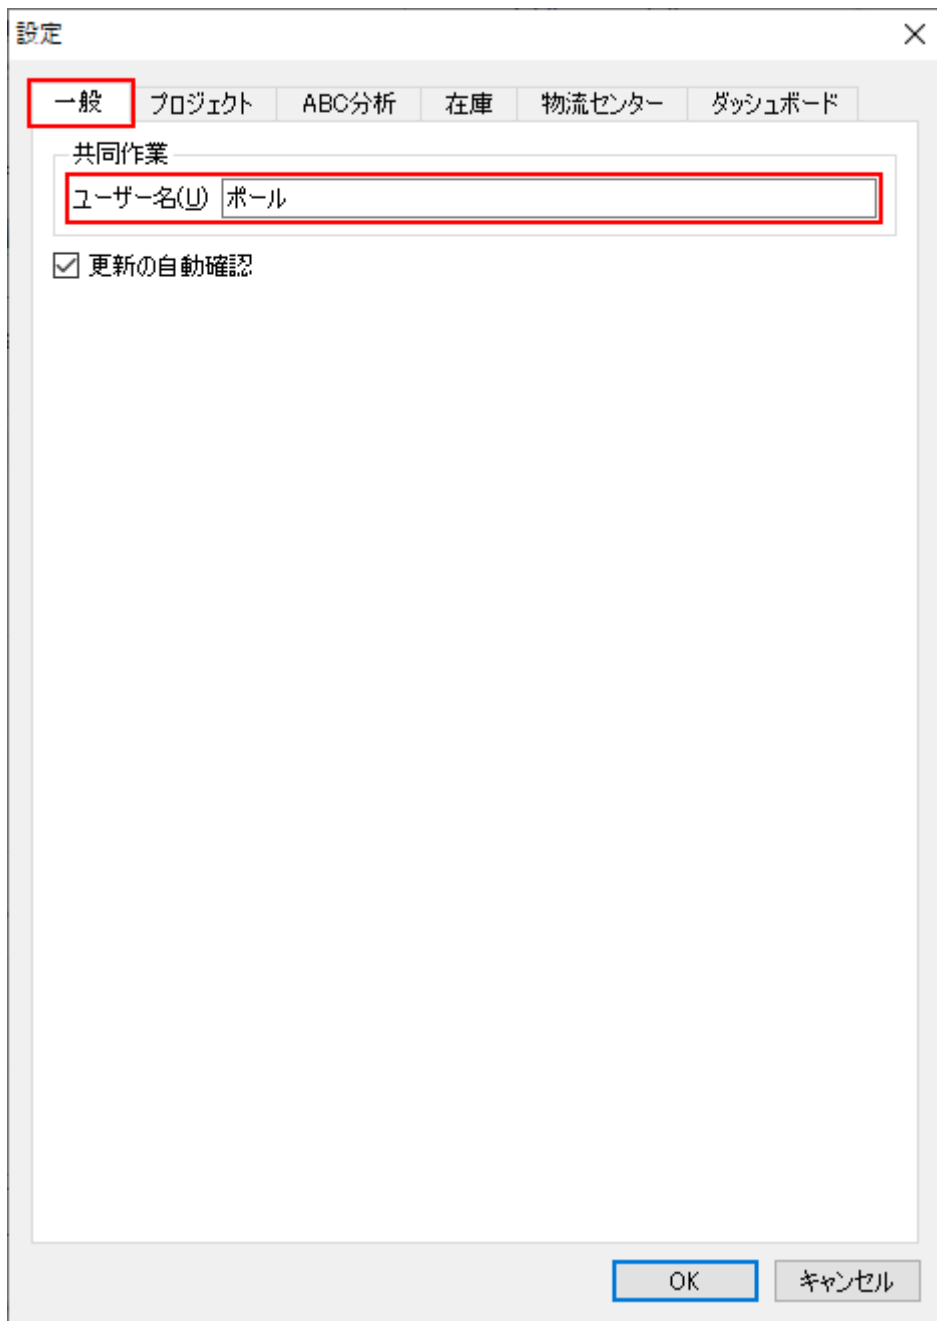 設定
一般 プロジェクト ABC分析 在庫 物流センター ダッシュボード
共同作業
ユーザー名(U) ポール
更新の自動確認
OK キャンセル